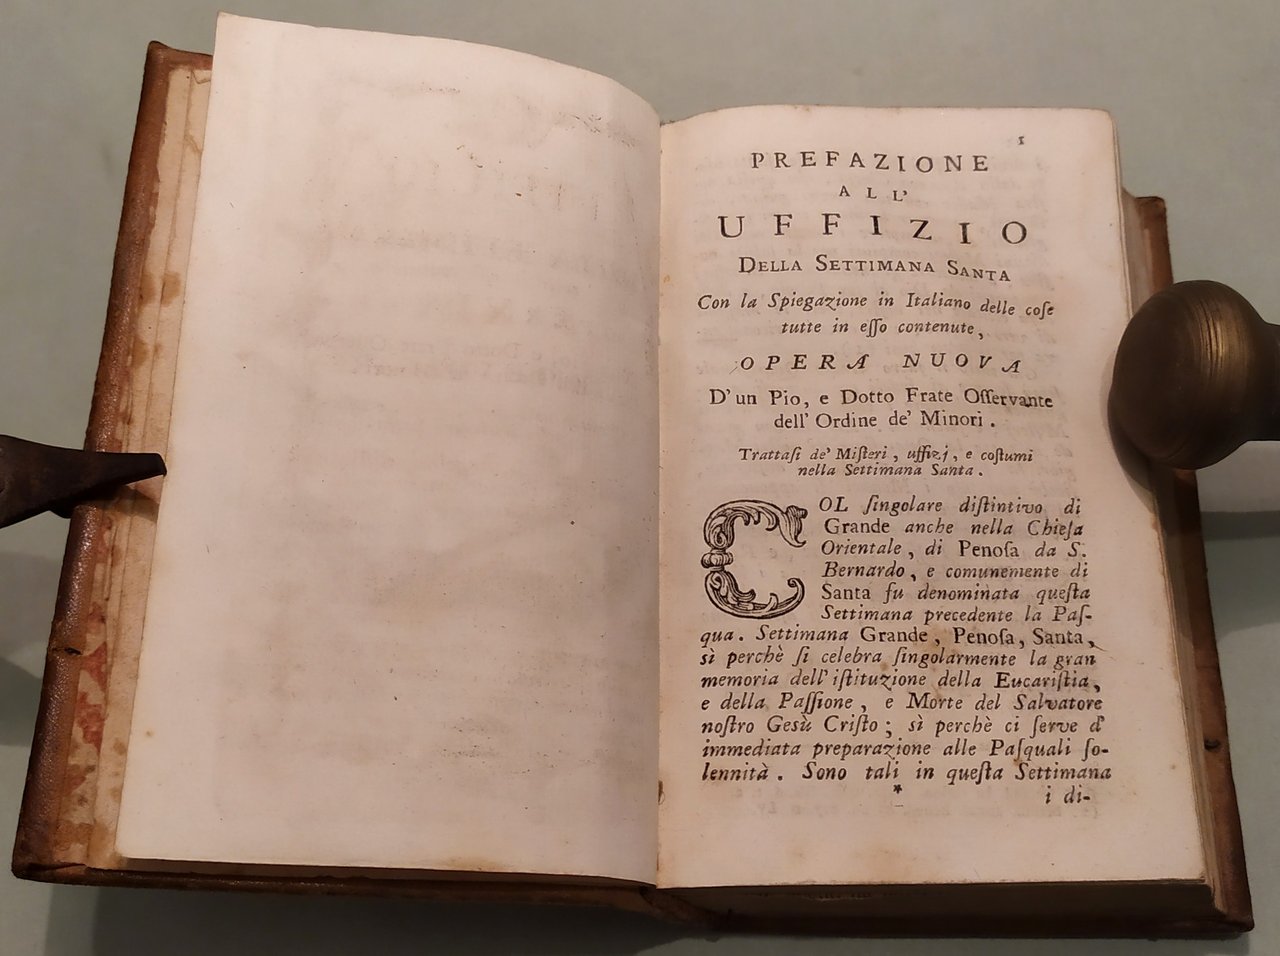 1
PREFAZIONE
ALL'
UFFIZIO
DELLA SETTIMANA SANTA
Con la Spiegazione in Italiano delle coſe
tutte in eſſo contenute,
OPERA NUOVA
D'un Pio, e Dotto Frate Oſſervante
dell' Ordine de' Minori.
Trattaſi de' Miſteri, uffizj, e coſtumi
nella Settimana Santa.
COL ſingolare diſtintivo di
Grande anche nella Chieſa
Orientale, di Penoſa da S.
Bernardo, e comunemente di
Santa fu denominata queſta
Settimana precedente la Paſ-
qua. Settimana Grande, Penoſa, Santa,
sì perchè ſi celebra ſingolarmente la gran
memoria dell' iſtituzione della Eucariſtia,
e della Paſſione, e Morte del Salvatore
noſtro Gesù Criſto; sì perchè ci ſerve d'
immediata preparazione alle Paſquali ſo-
lennità. Sono tali in queſta Settimana
* i di-